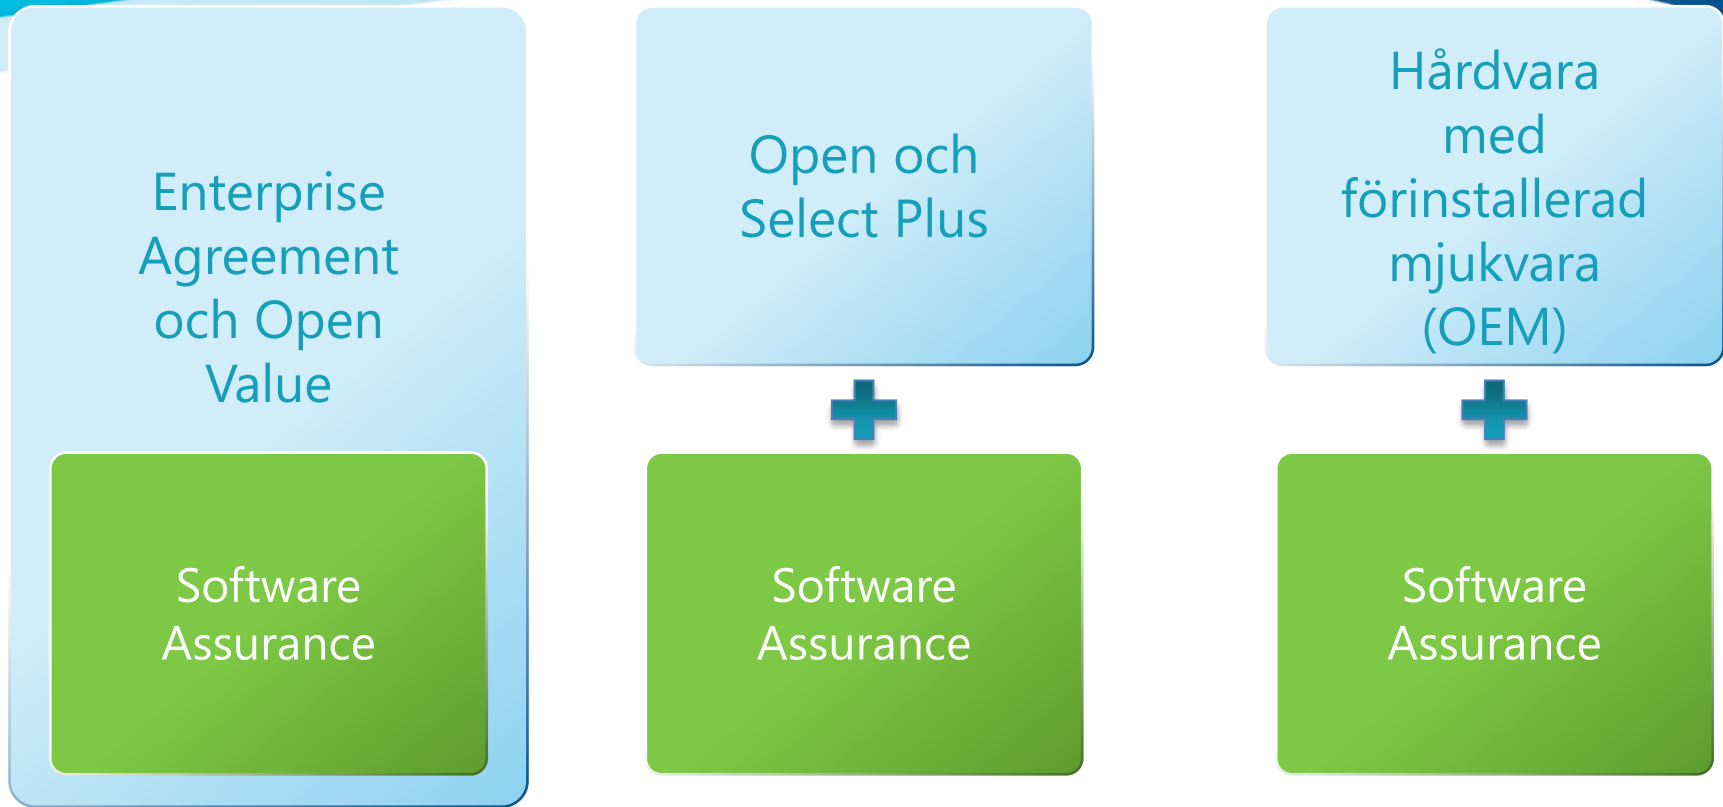 Enterprise
Agreement
och Open
Value
Software
Assurance
Open och
Select Plus
Software
Assurance
Hårdvara
med
förinstallerad
mjukvara
(OEM)
Software
Assurance